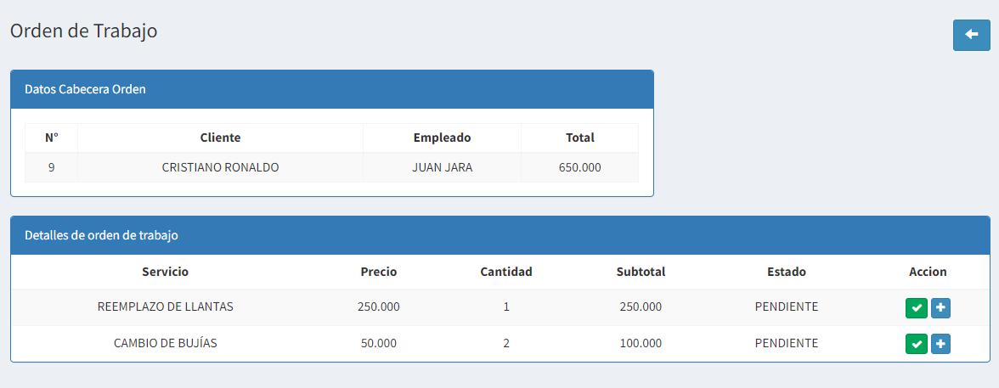 Orden de Trabajo
Datos Cabecera Orden
N° Cliente Empleado Total
9 CRISTIANO RONALDO JUAN JARA 650.000
Detalles de orden de trabajo
Servicio Precio Cantidad Subtotal Estado Accion
REEMPLAZO DE LLANTAS 250.000 1 250.000 PENDIENTE
CAMBIO DE BUJÍAS 50.000 2 100.000 PENDIENTE